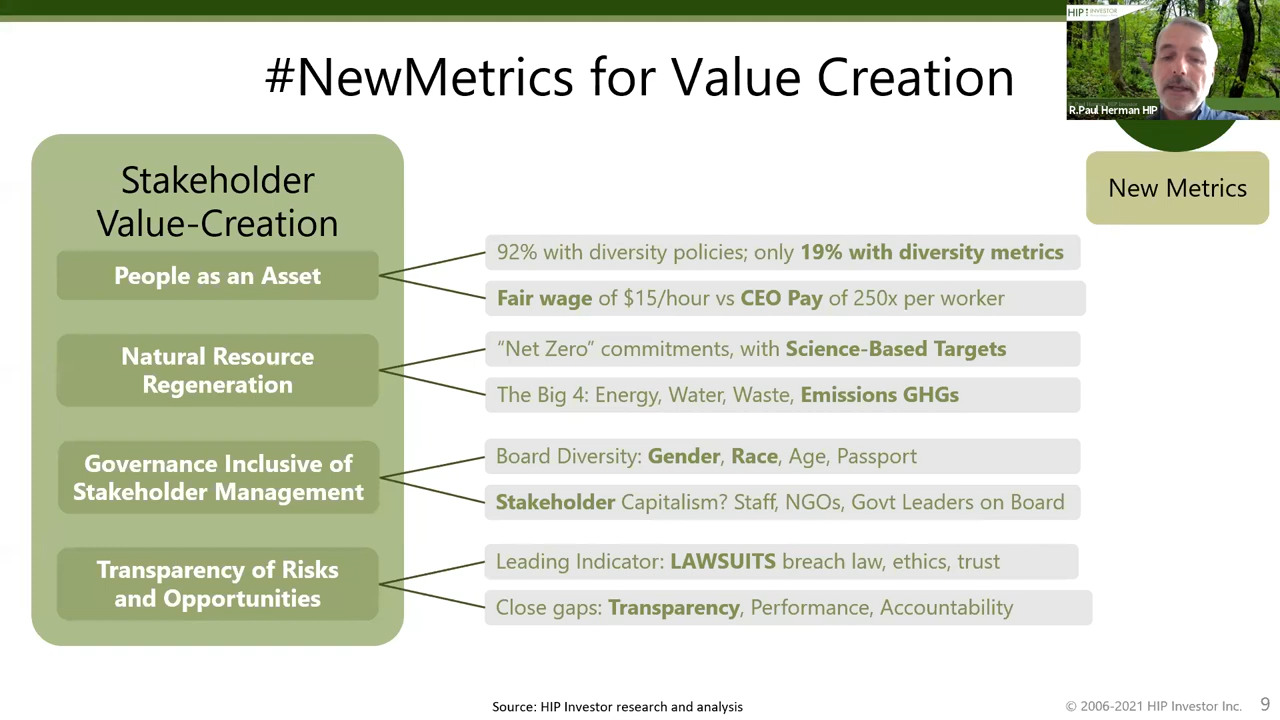 #NewMetrics for Value Creation
HIP INVESTOR
R.Paul Herman HIP
New Metrics
Stakeholder
Value-Creation
People as an Asset
92% with diversity policies; only 19% with diversity metrics
Fair wage of $15/hour vs CEO Pay of 250x per worker
Natural Resource
Regeneration
“Net Zero” commitments, with Science-Based Targets
The Big 4: Energy, Water, Waste, Emissions GHGs
Governance Inclusive of
Stakeholder Management
Board Diversity: Gender, Race, Age, Passport
Stakeholder Capitalism? Staff, NGOs, Govt Leaders on Board
Transparency of Risks
and Opportunities
Leading Indicator: LAWSUITS breach law, ethics, trust
Close gaps: Transparency, Performance, Accountability
Source: HIP Investor research and analysis
© 2006-2021 HIP Investor Inc.
9